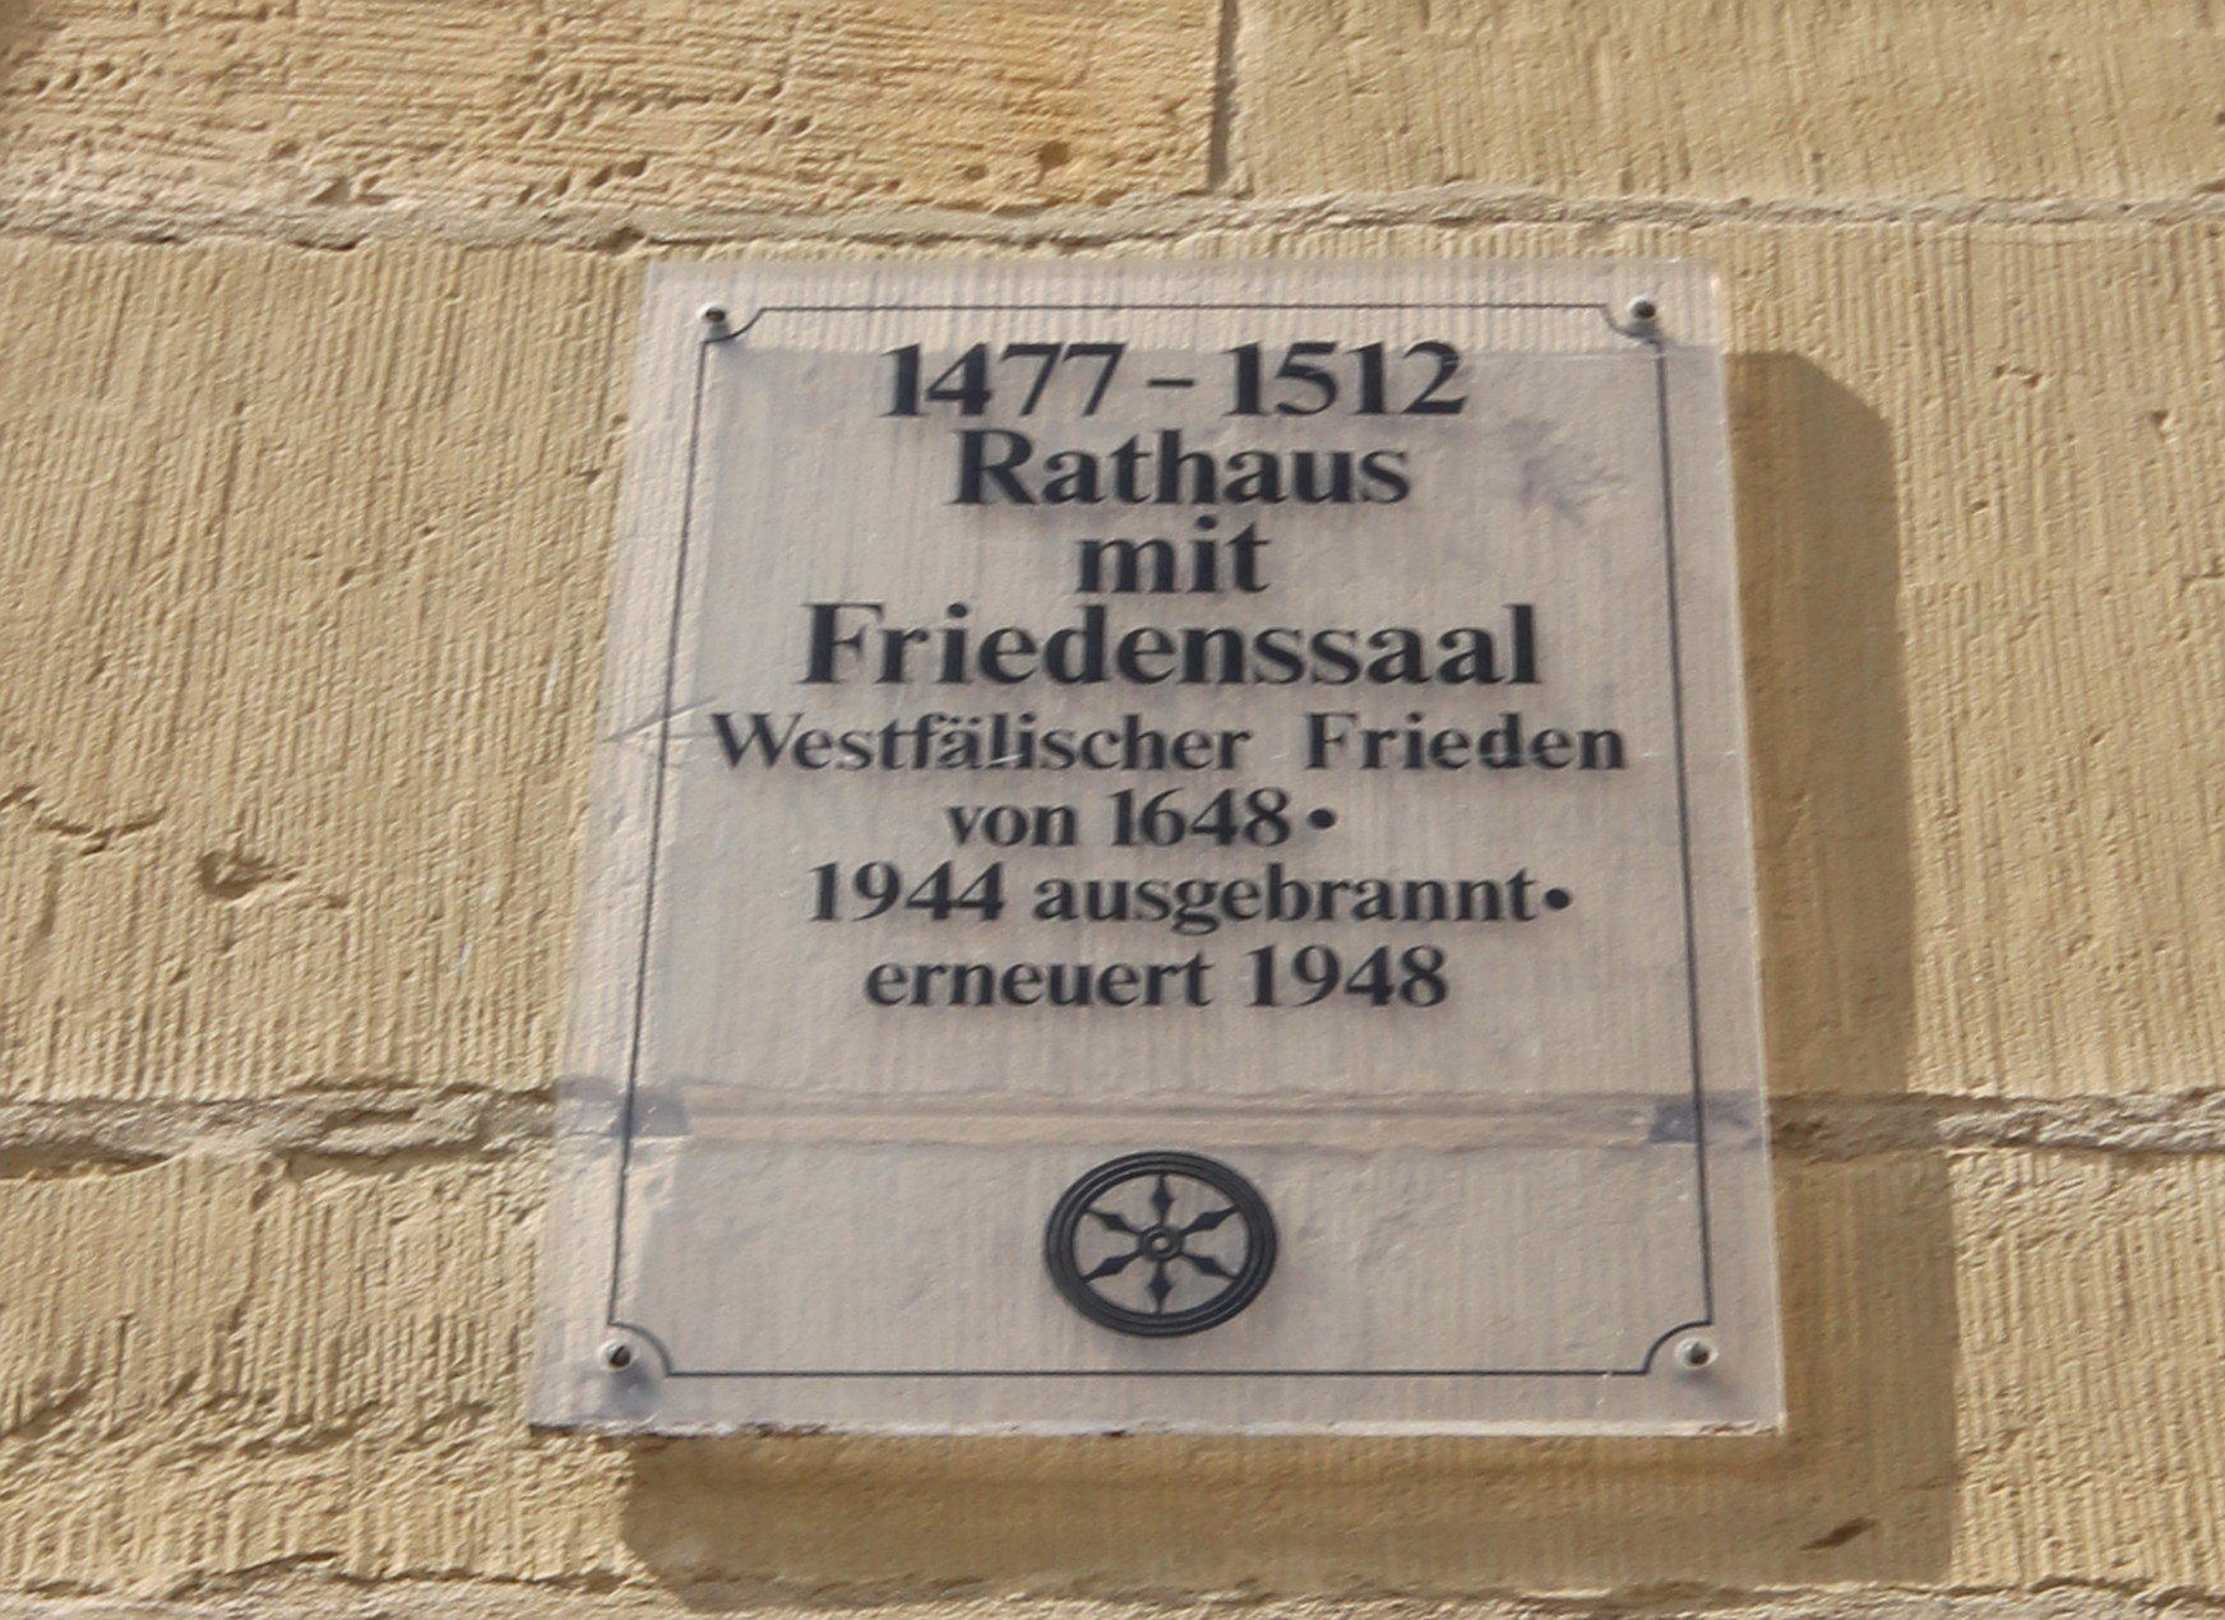 1477 – 1512
Rathaus
mit
Friedenssaal
Westfälischer Frieden
von 1648 •
1944 ausgebrannt •
erneuert 1948